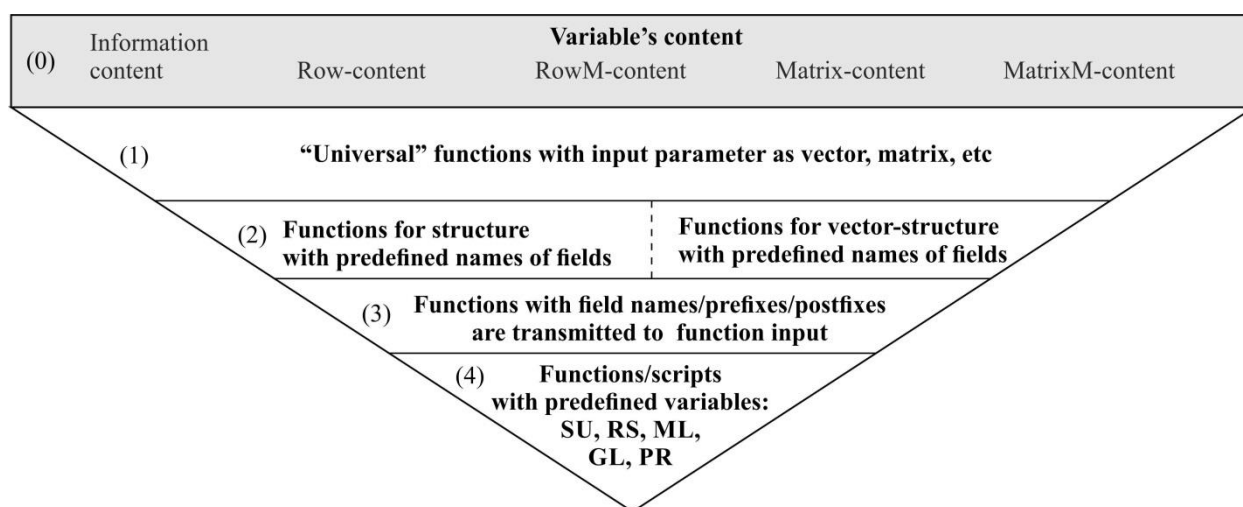 Variable’s content
(0)
Information
content
Row-content
RowM-content
Matrix-content
MatrixM-content
(1)
“Universal” functions with input parameter as vector, matrix, etc
(2)
Functions for structure
with predefined names of fields
Functions for vector-structure
with predefined names of fields
(3)
Functions with field names/prefixes/postfixes
are transmitted to function input
(4)
Functions/scripts
with predefined variables:
SU, RS, ML,
GL, PR